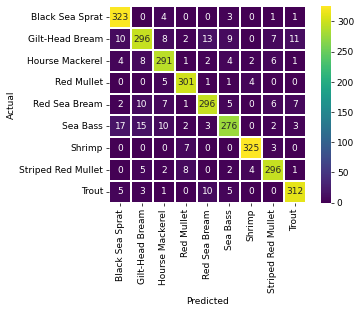 Actual
Black Sea Sprat 323 0 4 0 0 3 0 1 1
Gilt-Head Bream 10 296 8 2 13 9 0 7 11
Hourse Mackerel 4 8 291 1 2 4 2 6 1
Red Mullet 0 0 5 301 1 1 4 0 0
Red Sea Bream 2 10 7 1 296 5 0 6 7
Sea Bass 17 15 10 2 3 276 0 2 3
Shrimp 0 0 0 7 0 0 325 3 0
Striped Red Mullet 0 5 2 8 0 2 4 296 1
Trout 5 3 1 0 10 5 0 0 312
Black Sea Sprat
Gilt-Head Bream
Hourse Mackerel
Red Mullet
Red Sea Bream
Sea Bass
Shrimp
Striped Red Mullet
Trout
Predicted
300
250
200
150
100
50
0